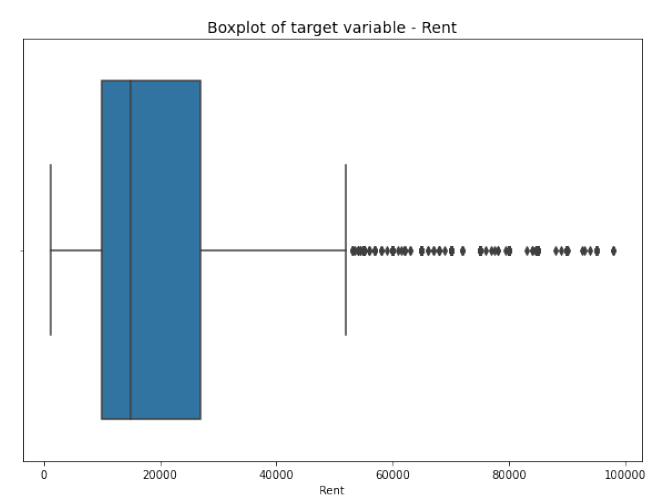 Boxplot of target variable - Rent
0 20000 40000 60000 80000 100000
Rent